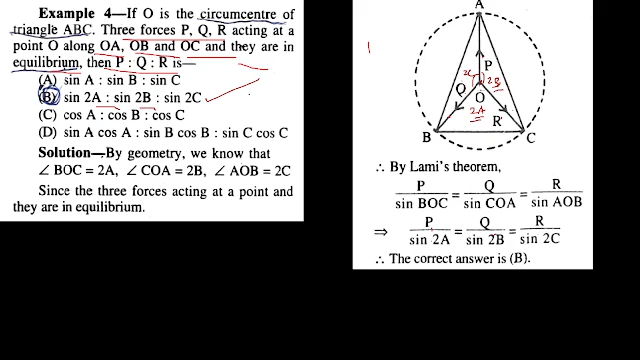 Example 4—If O is the circumcentre of
triangle ABC. Three forces P, Q, R acting at a
point O along OA, OB and OC and they are in
equilibrium, then P : Q : R is—
(A) sin A : sin B : sin C
(B) sin 2A : sin 2B : sin 2C
(C) cos A : cos B : cos C
(D) sin A cos A : sin B cos B : sin C cos C
Solution—By geometry, we know that
∠ BOC = 2A, ∠ COA = 2B, ∠ AOB = 2C
Since the three forces acting at a point and
they are in equilibrium.
A
P
2C
2B
Q
O
2A
R
B
C
∴ By Lami's theorem,
P/sin BOC = Q/sin COA = R/sin AOB
⇒ P/sin 2A = Q/sin 2B = R/sin 2C
∴ The correct answer is (B).